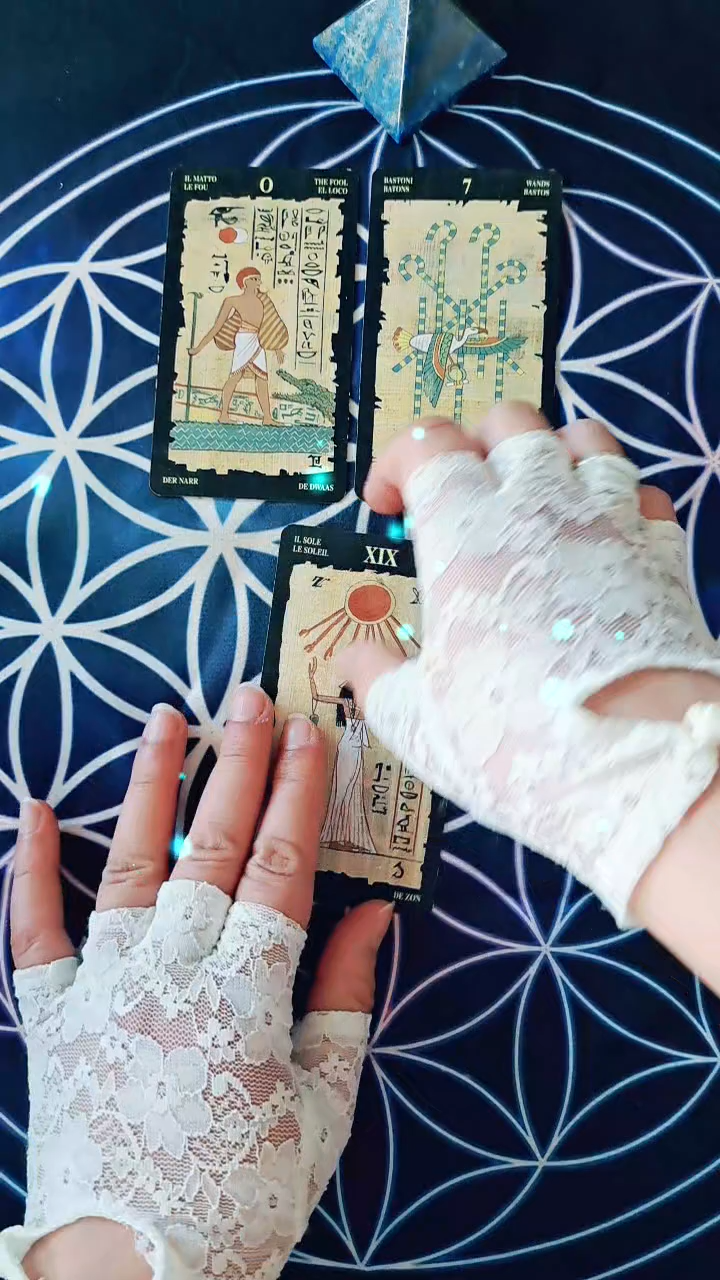 IL MATTO
LE FOU
0
THE FOOL
EL LOCO
DER NARR
DE DWAAS
BASTONI
BATONS
7
WANDS
BASTOS
IL SOLE
LE SOLEIL
XIX
DE ZON